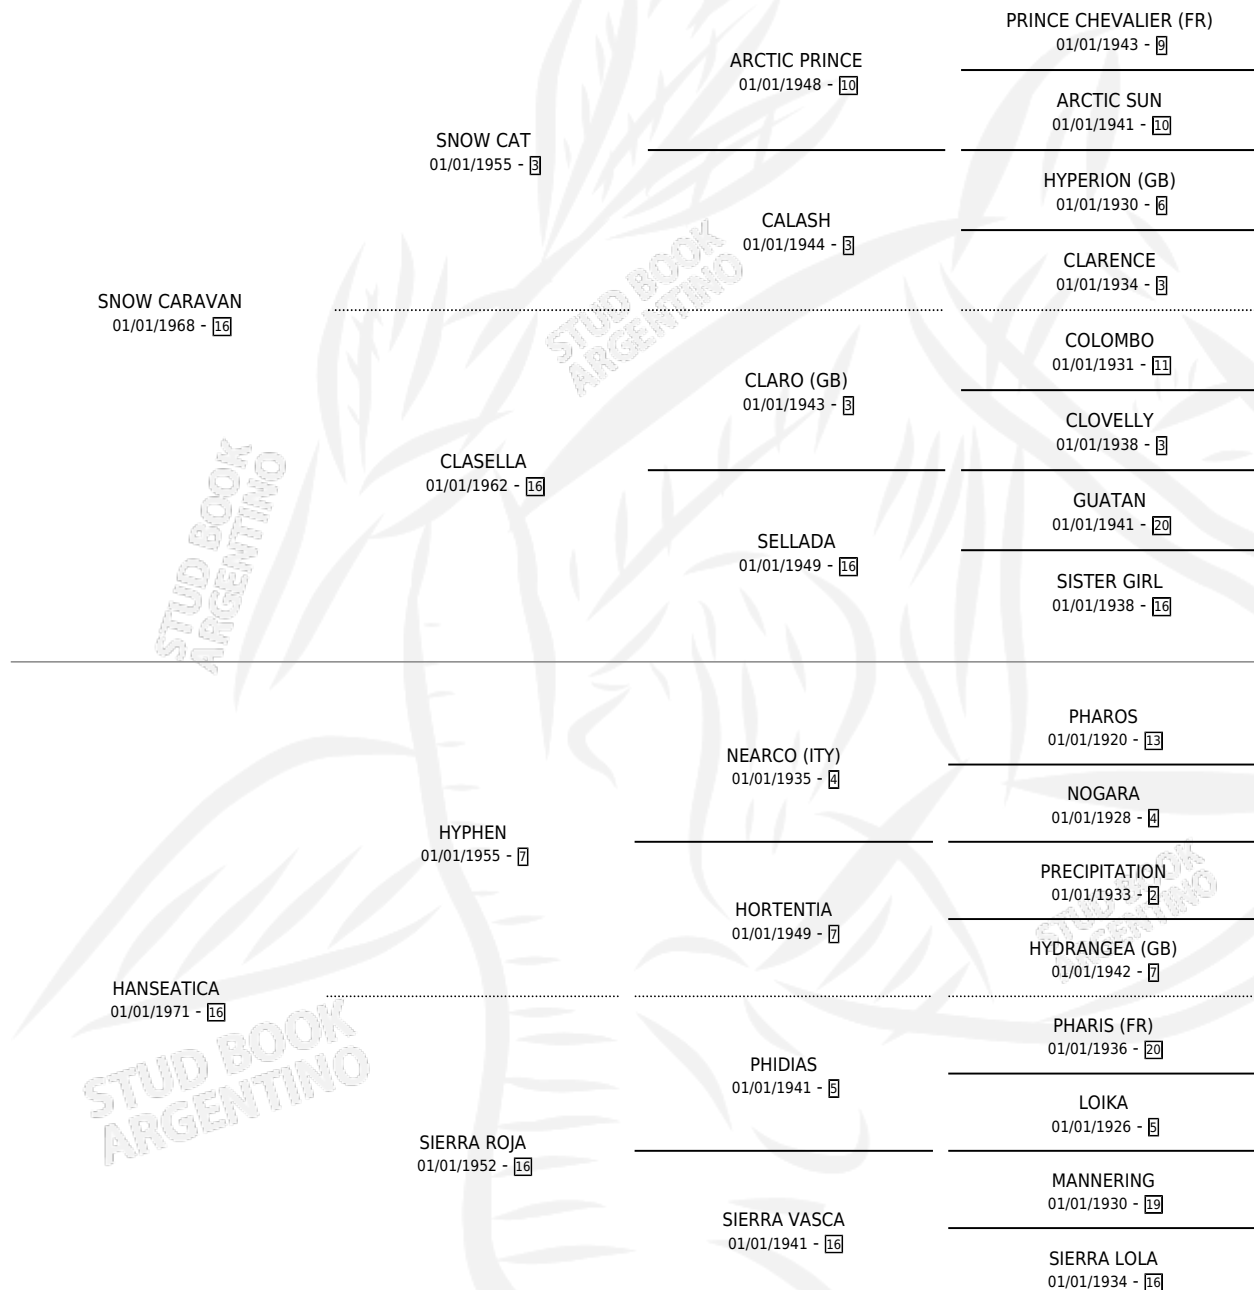 PRINCE CHEVALIER (FR)
01/01/1943 - 9
ARCTIC PRINCE
01/01/1948 - 10
ARCTIC SUN
01/01/1941 - 10
SNOW CAT
01/01/1955 - 3
HYPERION (GB)
01/01/1930 - 6
CALASH
01/01/1944 - 3
CLARENCE
01/01/1934 - 3
SNOW CARAVAN
01/01/1968 - 16
COLOMBO
01/01/1931 - 11
CLARO (GB)
01/01/1943 - 3
CLOVELLY
01/01/1938 - 3
CLASELLA
01/01/1962 - 16
GUATAN
01/01/1941 - 20
SELLADA
01/01/1949 - 16
SISTER GIRL
01/01/1938 - 16
PHAROS
01/01/1920 - 13
NEARCO (ITY)
01/01/1935 - 4
NOGARA
01/01/1928 - 4
HYPHEN
01/01/1955 - 7
PRECIPITATION
01/01/1933 - 2
HORTENTIA
01/01/1949 - 7
HYDRANGEA (GB)
01/01/1942 - 7
HANSEATICA
01/01/1971 - 16
PHARIS (FR)
01/01/1936 - 20
PHIDIAS
01/01/1941 - 5
LOIKA
01/01/1926 - 5
SIERRA ROJA
01/01/1952 - 16
MANNERING
01/01/1930 - 19
SIERRA VASCA
01/01/1941 - 16
SIERRA LOLA
01/01/1934 - 16
STUD BOOK
ARGENTINO
STUD BOOK
ARGENTINO
STUD BOOK
ARGENTINO
STUD BOOK
ARGENTINO